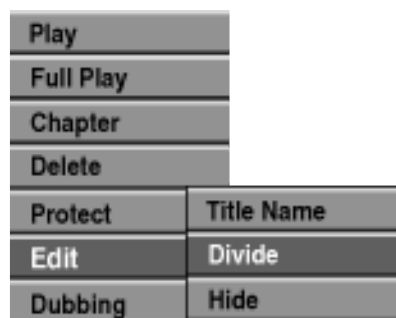 Play
Full Play
Chapter
Delete
Protect
Title Name
Edit
Divide
Dubbing
Hide